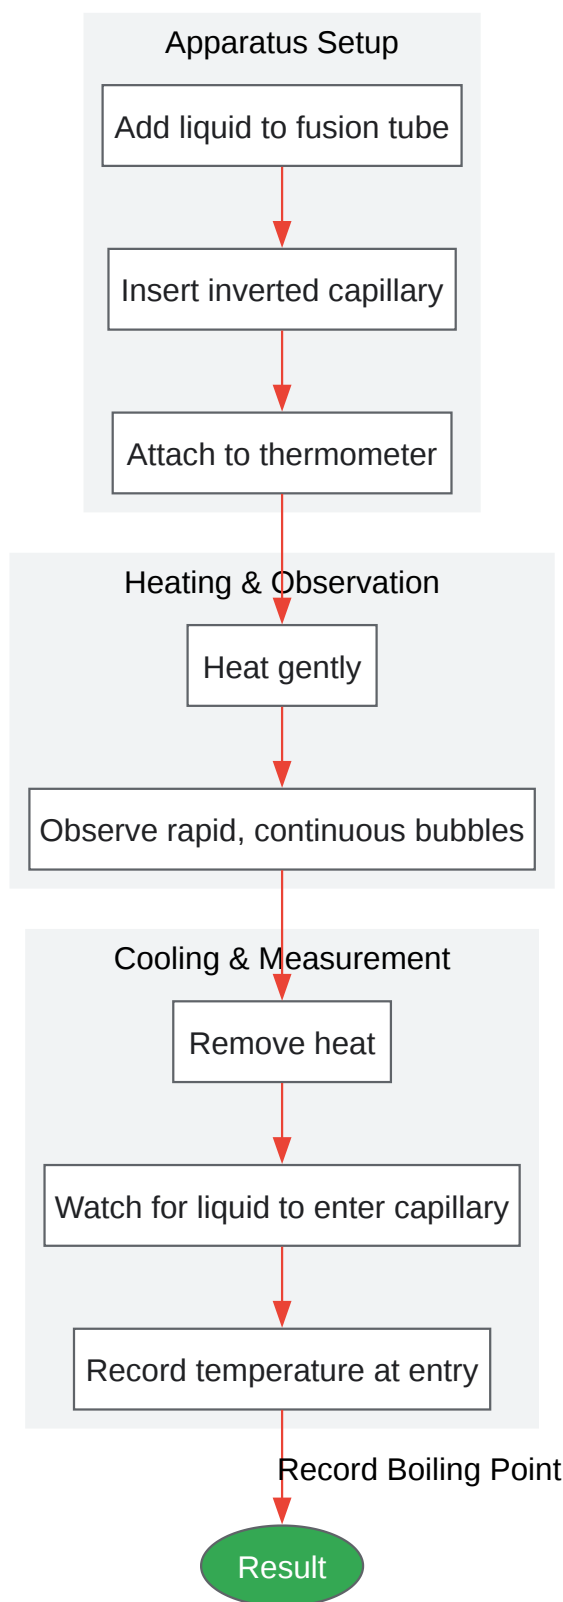 Apparatus Setup
Add liquid to fusion tube
Insert inverted capillary
Attach to thermometer
Heating & Observation
Heat gently
Observe rapid, continuous bubbles
Cooling & Measurement
Remove heat
Watch for liquid to enter capillary
Record temperature at entry
Record Boiling Point
Result